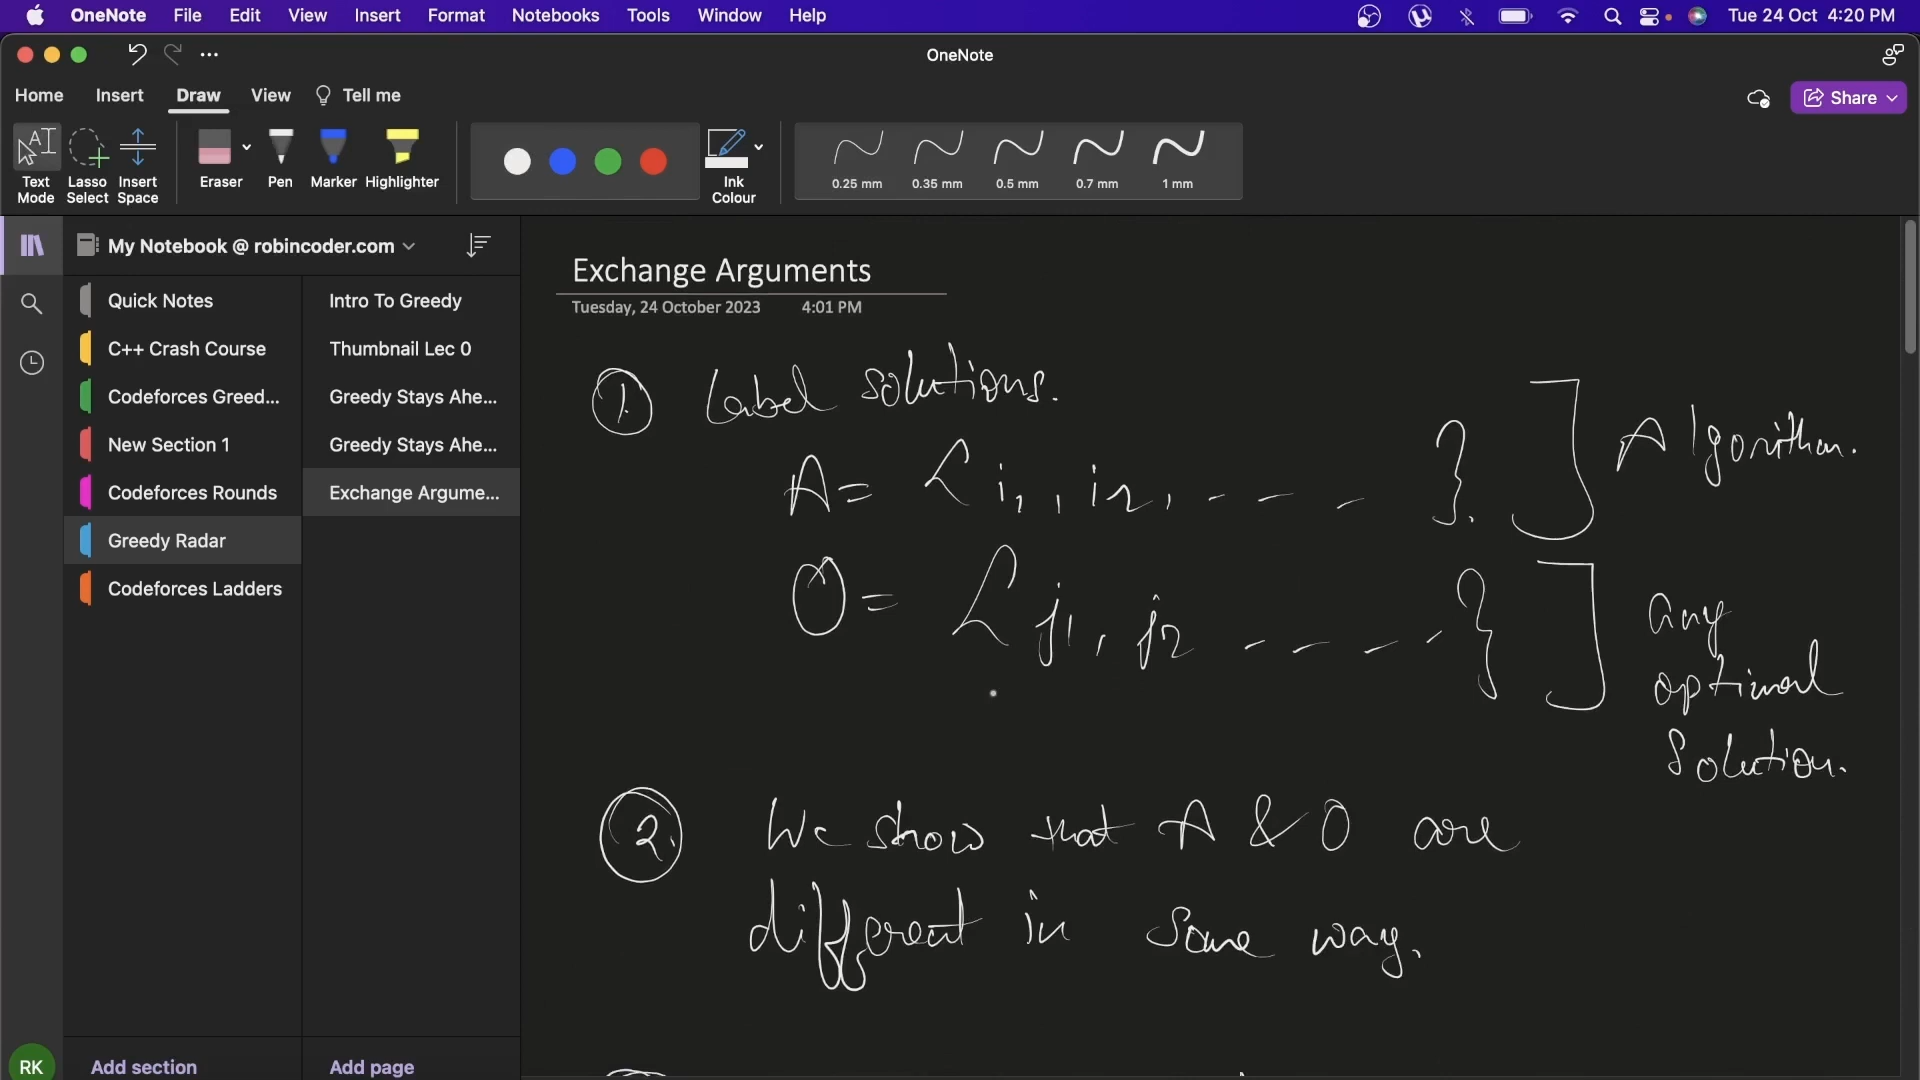 OneNote File Edit View Insert Format Notebooks Tools Window Help Tue 24 Oct 4:20 PM
OneNote
Home Insert Draw View Tell me Share
Text Mode
Lasso Select
Insert Space
Eraser
Pen
Marker
Highlighter
Ink Colour
0.25 mm 0.35 mm 0.5 mm 0.7 mm 1 mm
My Notebook @ robincoder.com
Quick Notes
C++ Crash Course
Codeforces Greed...
New Section 1
Codeforces Rounds
Greedy Radar
Codeforces Ladders
Intro To Greedy
Thumbnail Lec 0
Greedy Stays Ahe...
Greedy Stays Ahe...
Exchange Argume...
Exchange Arguments
Tuesday, 24 October 2023 4:01 PM
1. Label solutions.
A = { i1, i2, - - - }. ] Algorithm.
O = { j1, j2 - - - - } ] any
optimal
Solution.
2. We show that A & O are
different in some way.
RK Add section Add page